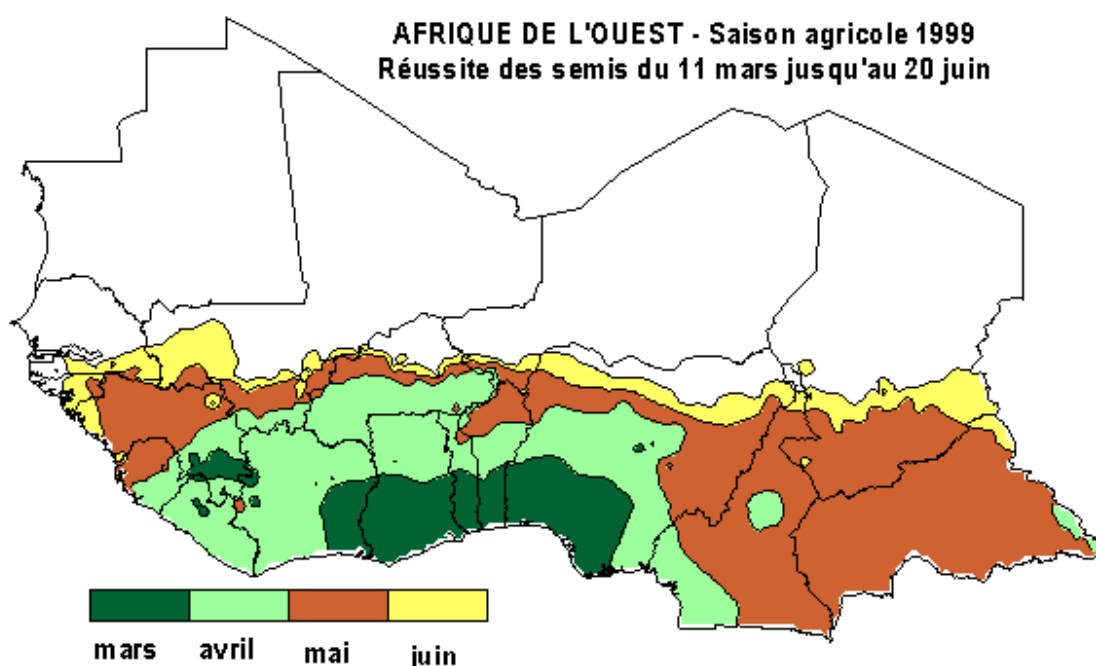 AFRIQUE DE L'OUEST - Saison agricole 1999
Réussite des semis du 11 mars jusqu'au 20 juin
mars avril mai juin